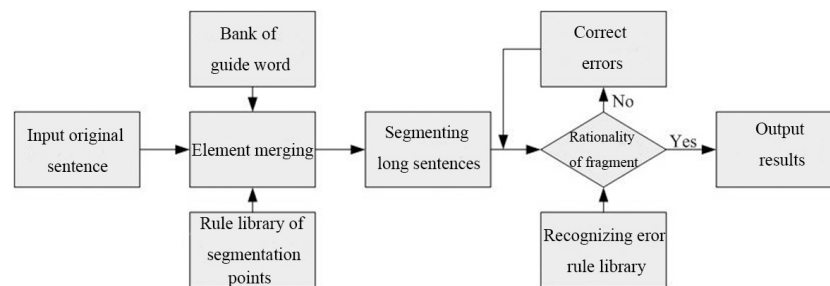 Bank of
guide word
Correct
errors
No
Input original
sentence
Element merging
Segmenting
long sentences
Rationality
of fragment
Yes
Output
results
Rule library of
segmentation
points
Recognizing eror
rule library